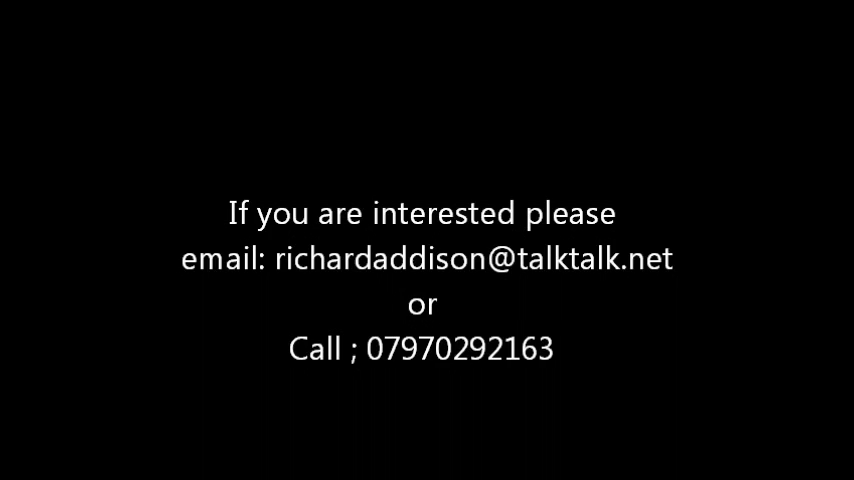 If you are interested please
email: richardaddison@talktalk.net
or
Call ; 07970292163